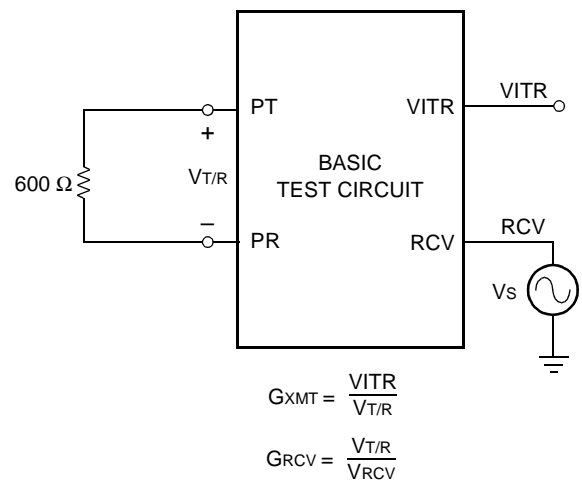 VITR
PT
VITR
+
BASIC
TEST CIRCUIT
600 Ω
VT/R
RCV
−
PR
RCV
VS
GXMT = VITR
VT/R
GRCV = VT/R
VRCV